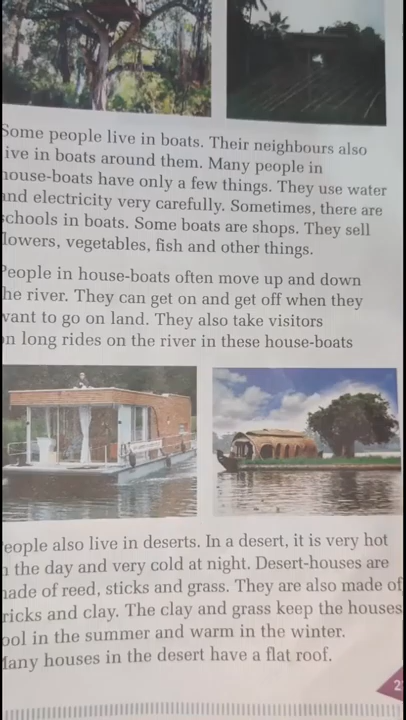 Some people live in boats. Their neighbours also
live in boats around them. Many people in
house-boats have only a few things. They use water
and electricity very carefully. Sometimes, there are
schools in boats. Some boats are shops. They sell
flowers, vegetables, fish and other things.
People in house-boats often move up and down
the river. They can get on and get off when they
want to go on land. They also take visitors
on long rides on the river in these house-boats
People also live in deserts. In a desert, it is very hot
in the day and very cold at night. Desert-houses are
made of reed, sticks and grass. They are also made of
bricks and clay. The clay and grass keep the houses
cool in the summer and warm in the winter.
Many houses in the desert have a flat roof.